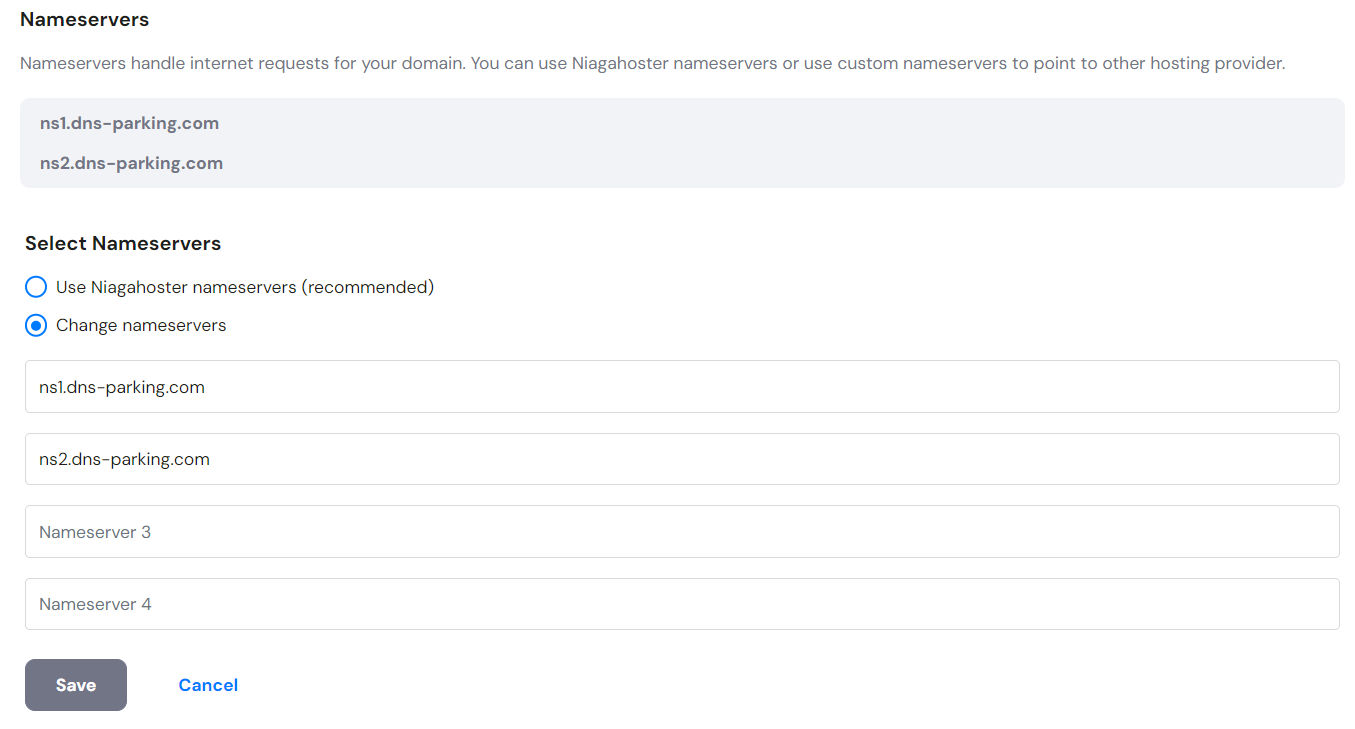 Nameservers
Nameservers handle internet requests for your domain. You can use Niagahoster nameservers or use custom nameservers to point to other hosting provider.
ns1.dns-parking.com
ns2.dns-parking.com
Select Nameservers
Use Niagahoster nameservers (recommended)
Change nameservers
ns1.dns-parking.com
ns2.dns-parking.com
Nameserver 3
Nameserver 4
Save
Cancel